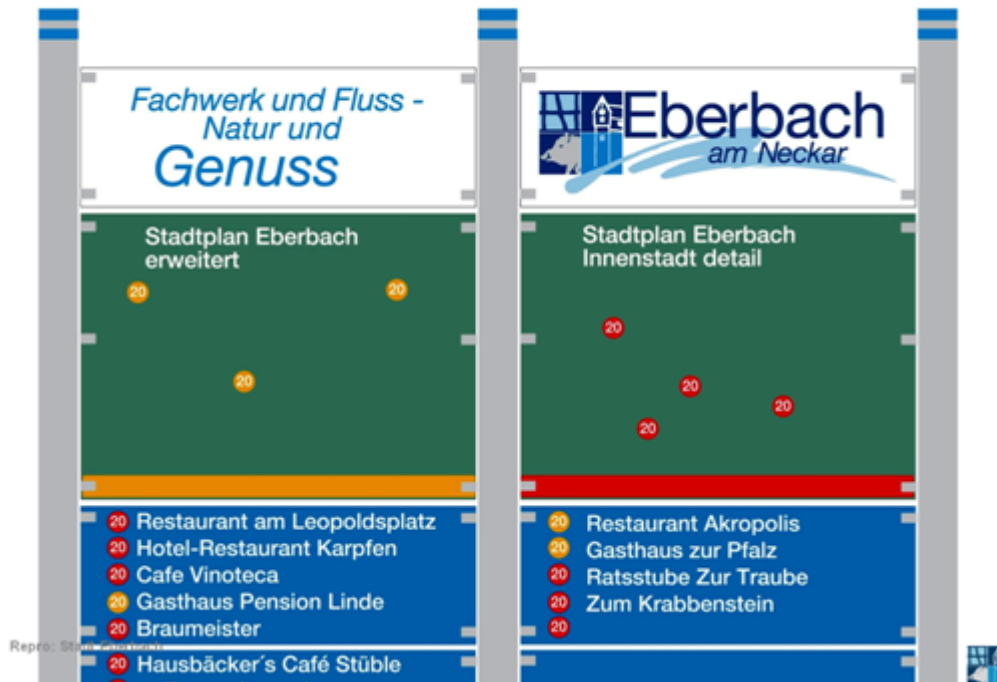 Fachwerk und Fluss -
Natur und
Genuss
Eberbach
am Neckar
Stadtplan Eberbach
erweitert
20
20
20
Stadtplan Eberbach
Innenstadt detail
20
20
20
20
20 Restaurant am Leopoldsplatz
20 Hotel-Restaurant Karpfen
20 Cafe Vinoteca
20 Gasthaus Pension Linde
20 Braumeister
20 Hausbäcker´s Café Stüble
20 Restaurant Akropolis
20 Gasthaus zur Pfalz
20 Ratsstube Zur Traube
20 Zum Krabbenstein
20
Repro: Stadt Eberbach